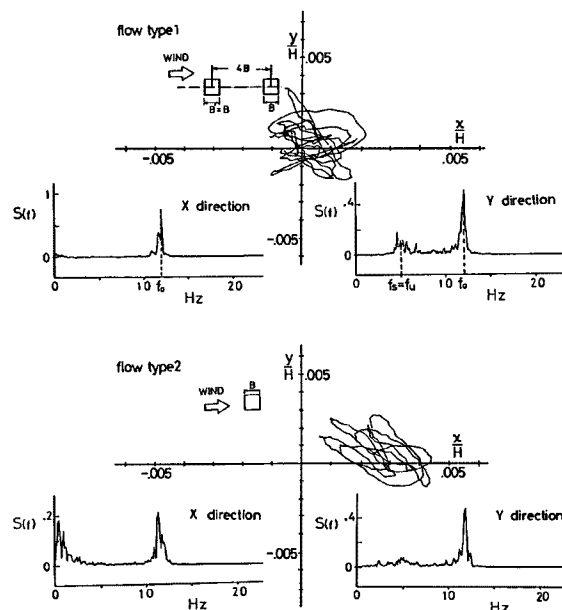 flow type1
y/H
.005
WIND
4B
B'=B
B
x/H
-.005
.005
-.005
1
S(f)
0
X direction
f₀
10
20
Hz
.4
S(f)
0
Y direction
fs=fu
f₀
0
10
20
Hz
flow type2
y/H
.005
WIND
B
x/H
-.005
.005
-.005
.2
S(f)
0
X direction
0
10
20
Hz
.4
S(f)
0
Y direction
0
10
20
Hz